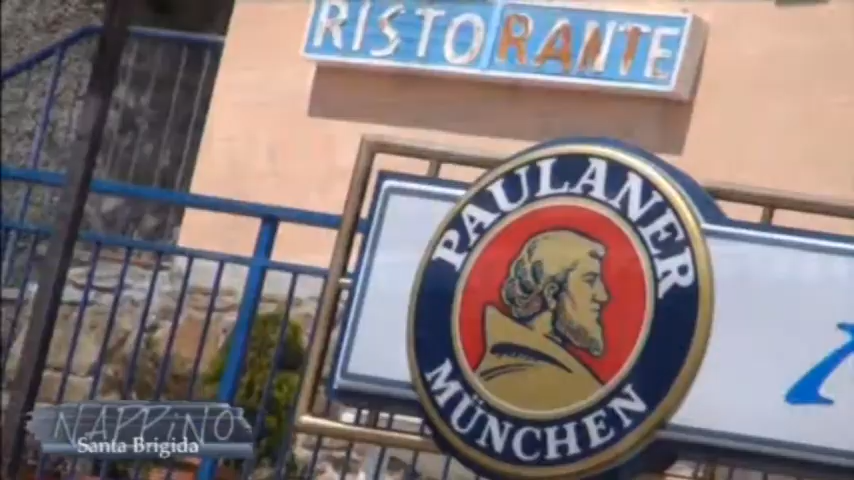 RISTORANTE
PAULANER
MÜNCHEN
NAPPINO
Santa Brigida